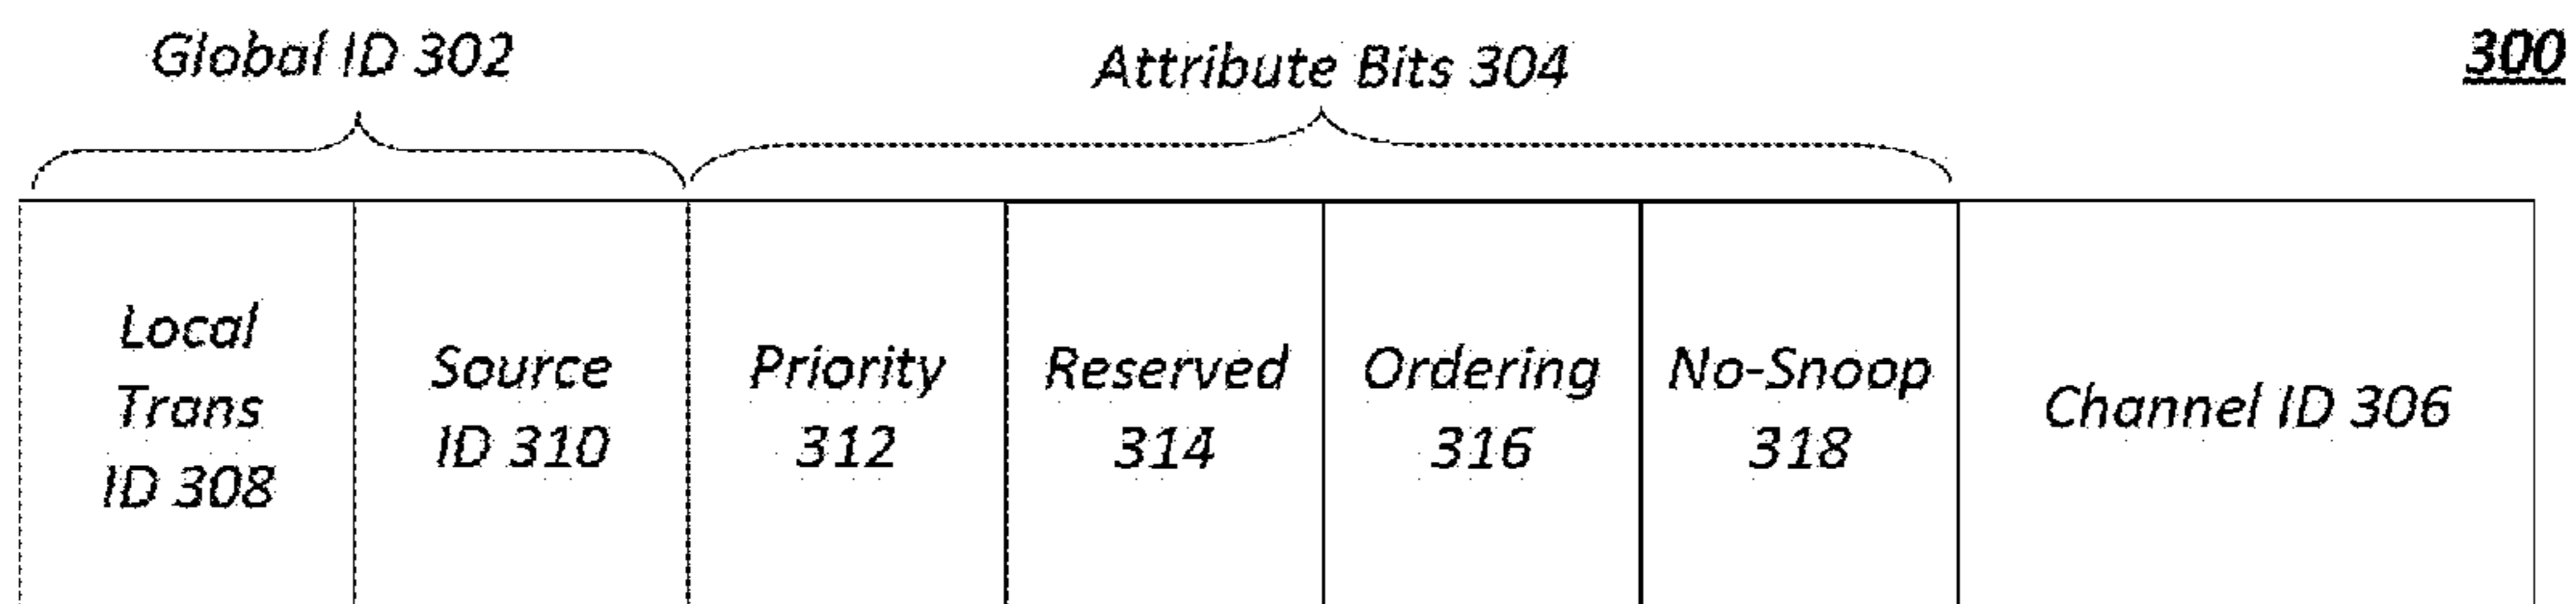 Global ID 302
Attribute Bits 304
300
Local
Trans
ID 308
Source
ID 310
Priority
312
Reserved
314
Ordering
316
No-Snoop
318
Channel ID 306